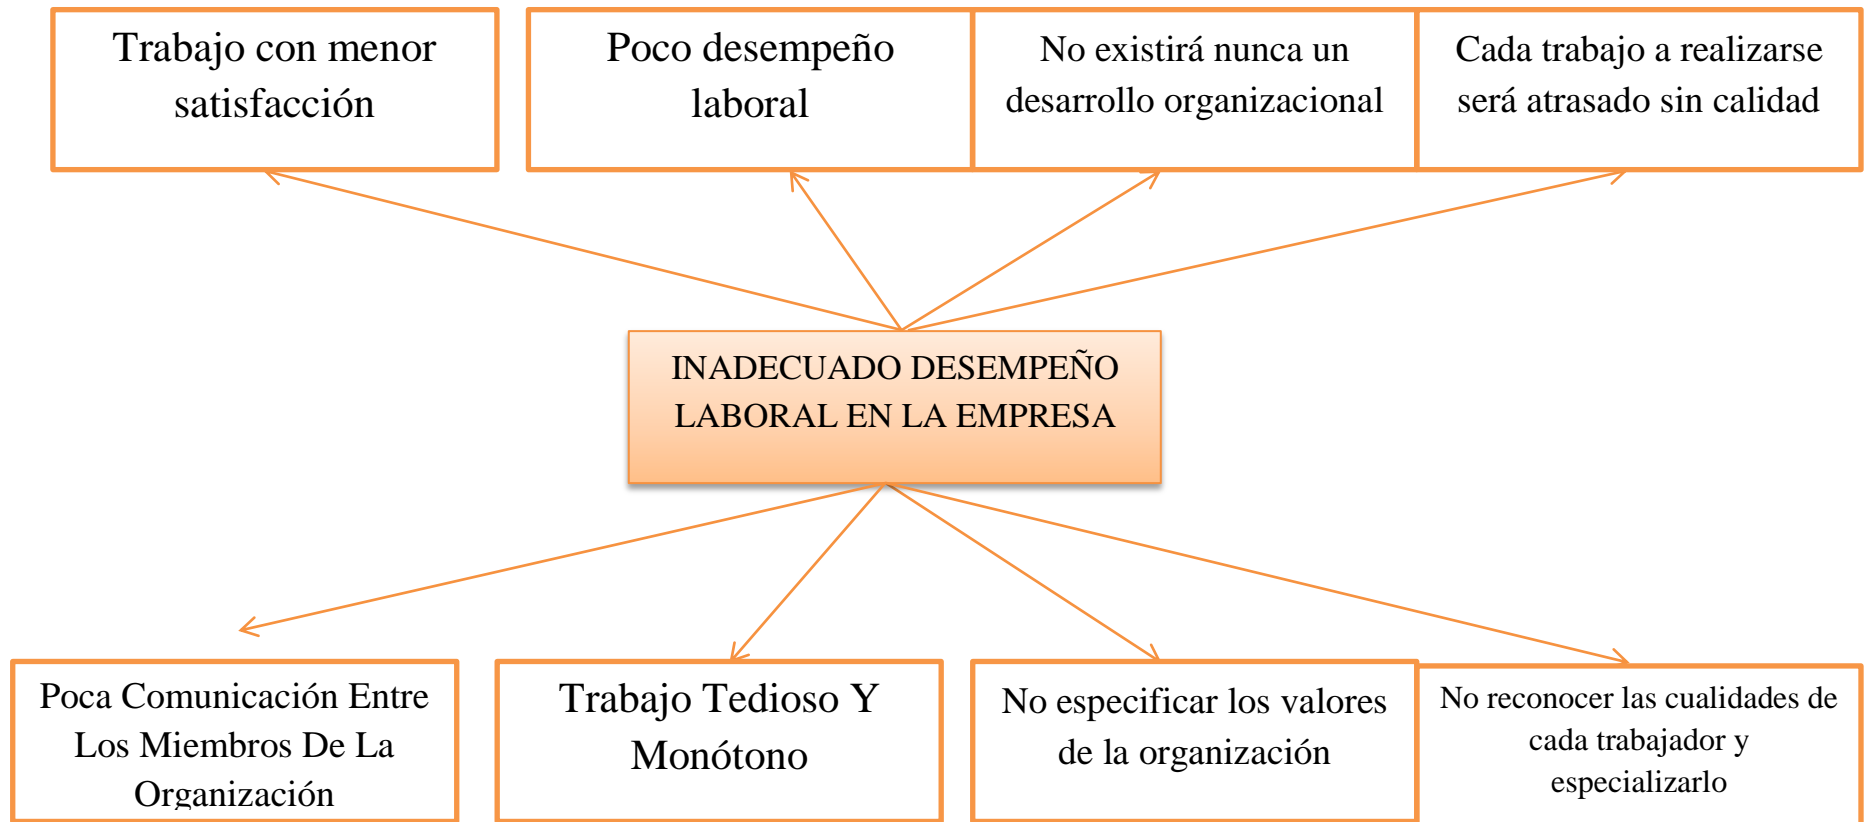 Trabajo con menor
satisfacción
Poco desempeño
laboral
No existirá nunca un
desarrollo organizacional
Cada trabajo a realizarse
será atrasado sin calidad
INADECUADO DESEMPEÑO
LABORAL EN LA EMPRESA
Poca Comunicación Entre
Los Miembros De La
Organización
Trabajo Tedioso Y
Monótono
No especificar los valores
de la organización
No reconocer las cualidades de
cada trabajador y
especializarlo